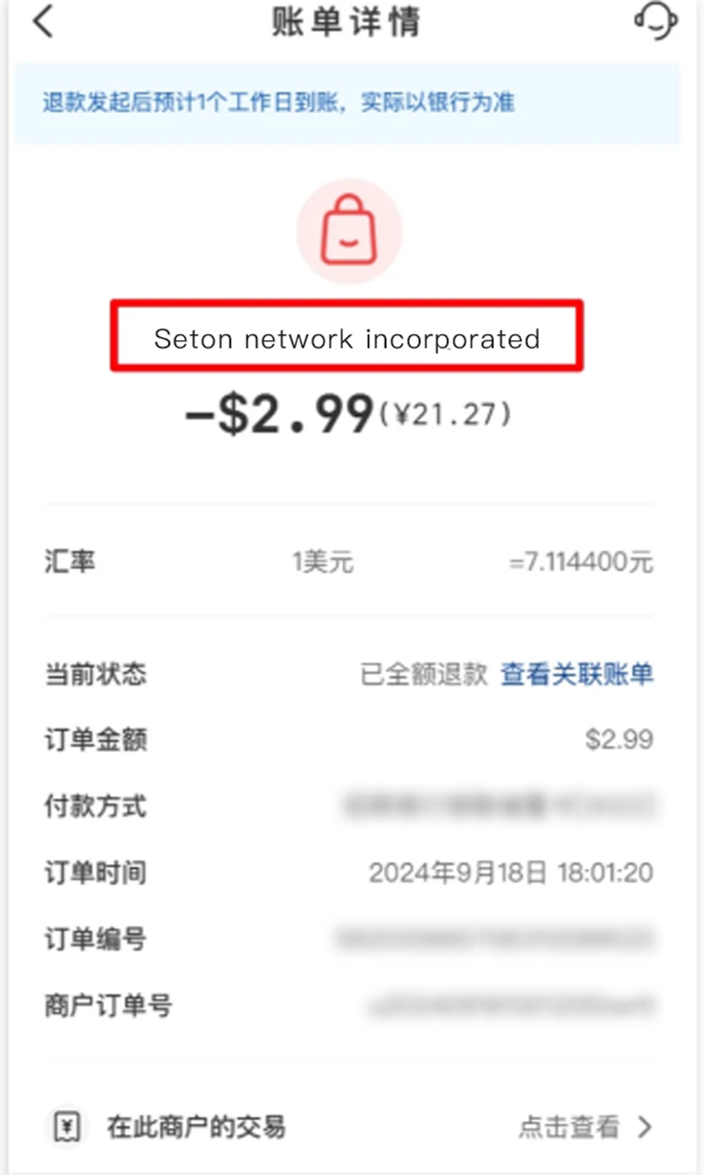 账单详情
退款发起后预计1个工作日到账，实际以银行为准
Seton network incorporated
-$2.99(¥21.27)
汇率 1美元 =7.114400元
当前状态 已全额退款 查看关联账单
订单金额 $2.99
付款方式
订单时间 2024年9月18日 18:01:20
订单编号
商户订单号
在此商户的交易 点击查看